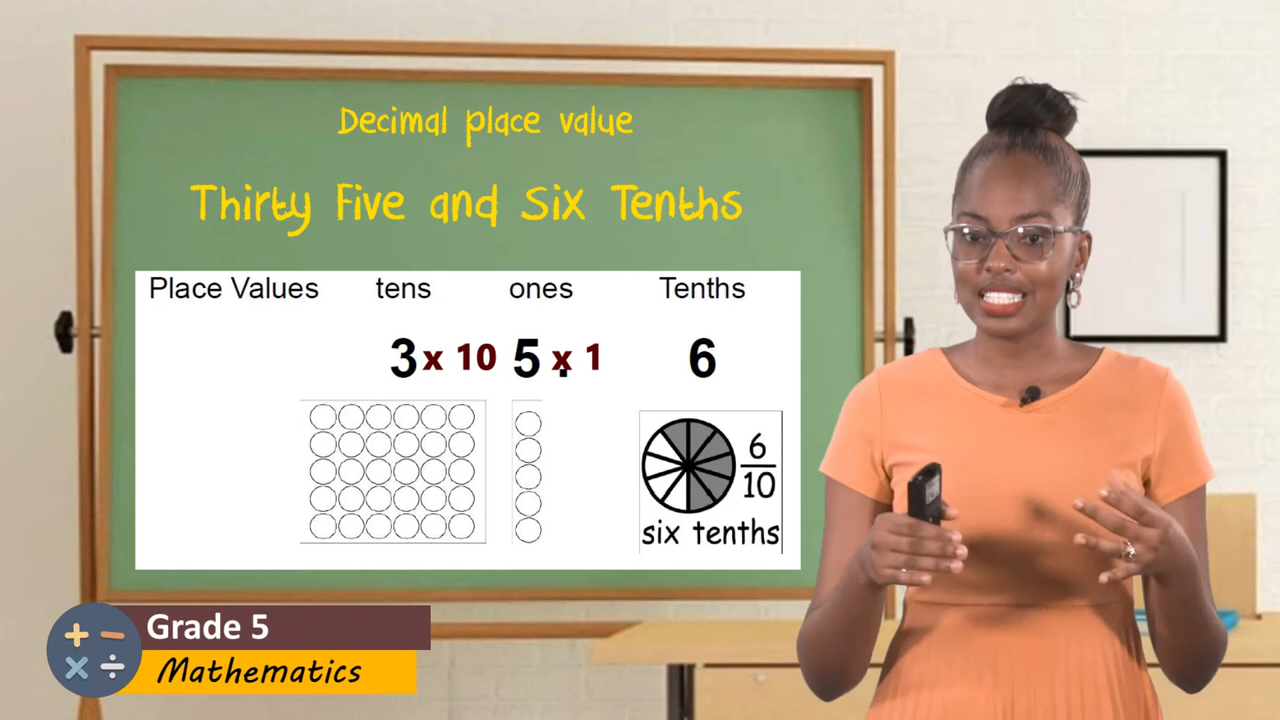 Decimal place value
Thirty Five and Six Tenths
Place Values tens ones Tenths
3 x 10 5 . x 1 6
6
10
six tenths
Grade 5
Mathematics